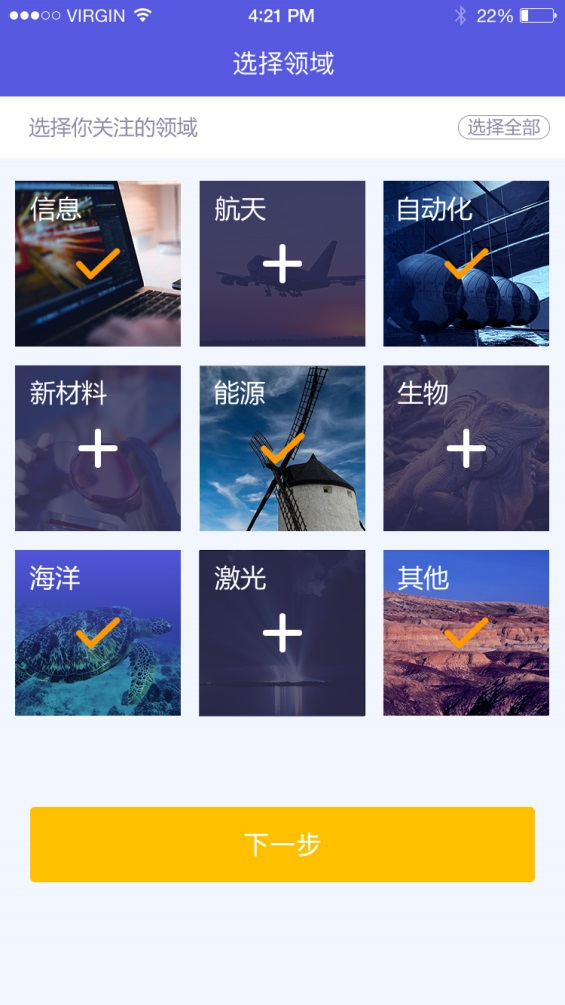 VIRGIN 4:21 PM 22%
选择领域
选择你关注的领域 选择全部
信息 航天 自动化
新材料 能源 生物
海洋 激光 其他
下一步